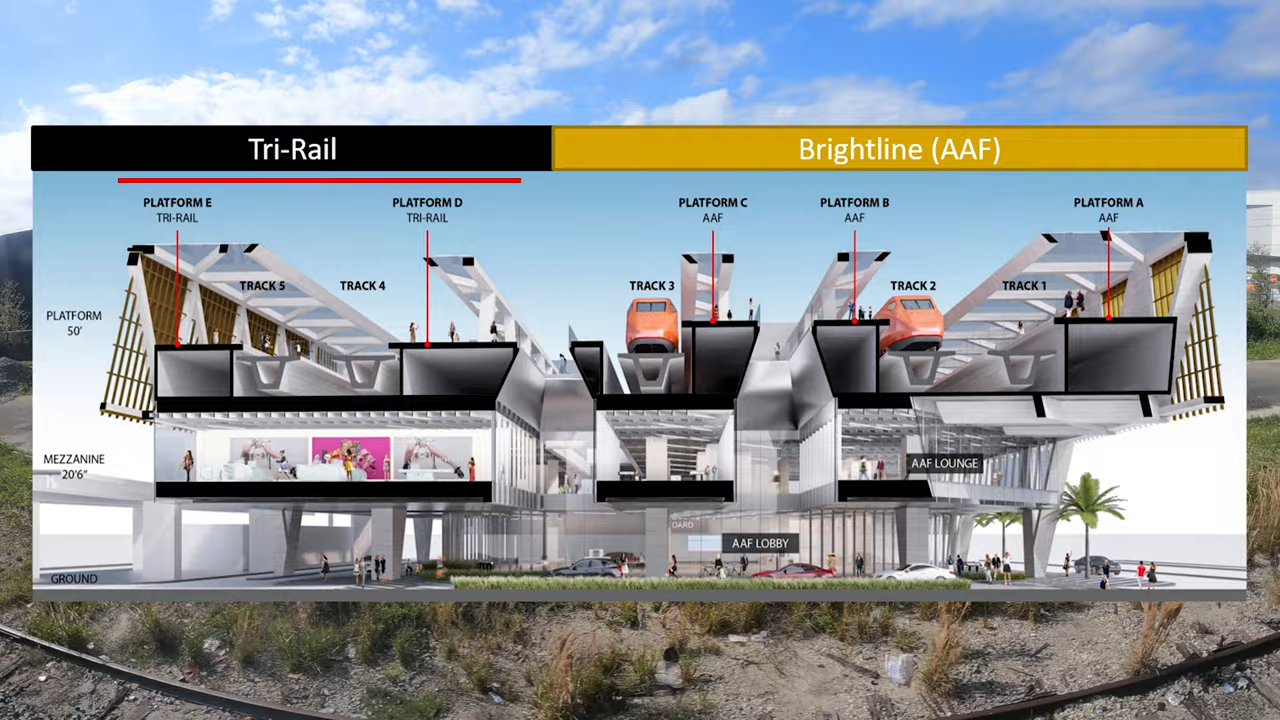 Tri-Rail
Brightline (AAF)
PLATFORM E
TRI-RAIL
PLATFORM D
TRI-RAIL
PLATFORM C
AAF
PLATFORM B
AAF
PLATFORM A
AAF
TRACK 5
TRACK 4
TRACK 3
TRACK 2
TRACK 1
PLATFORM
50'
MEZZANINE
20'6"
AAF LOUNGE
AAF LOBBY
GROUND